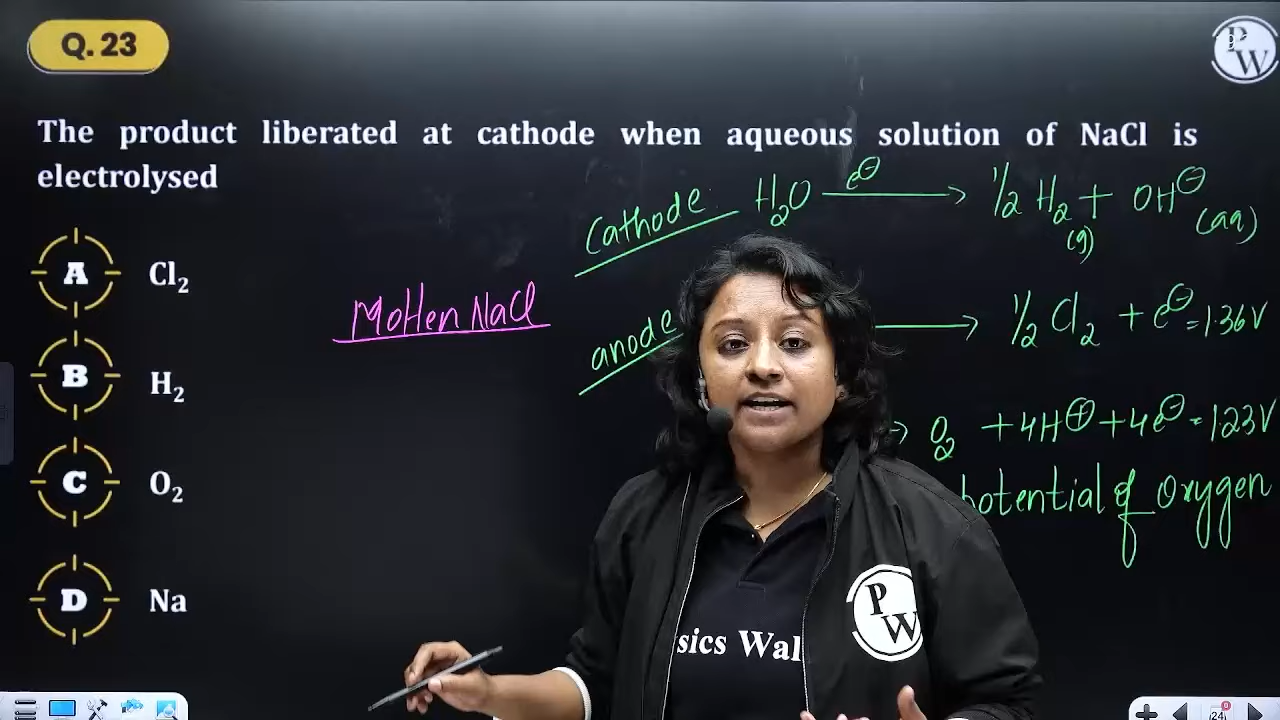 Q. 23
PW
The product liberated at cathode when aqueous solution of NaCl is
electrolysed
Cathode: H₂O e⊖ → 1/2 H₂(g) + OH⊖ (aq)
A Cl₂
Molten NaCl
anode → 1/2 Cl₂ + e⊖ = 1.36V
B H₂
→ O₂ + 4H⊕ + 4e⊖ = 1.23V
C O₂
potential of Oxygen
D Na
PW
sics Wal
24